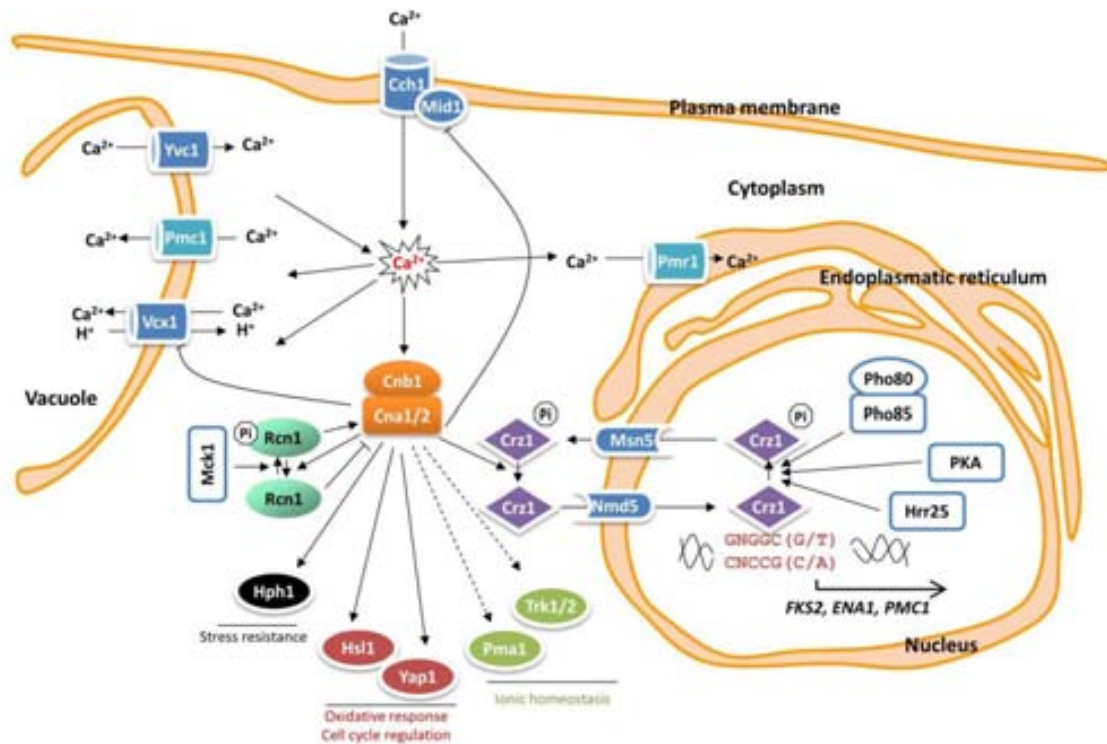 Ca²⁺
Cch1
Mid1
Plasma membrane
Ca²⁺
Yvc1
Ca²⁺
Cytoplasm
Ca²⁺
Pmc1
Ca²⁺
Ca²⁺
Ca²⁺
Pmr1
Ca²⁺
Endoplasmatic reticulum
Ca²⁺
H⁺
Vcx1
Ca²⁺
H⁺
Vacuole
Cnb1
Cna1/2
Pho80
Pho85
Pi
Rcn1
Mck1
Rcn1
Pi
Crz1
Msn5
Pi
Crz1
PKA
Crz1
Nmd5
Crz1
Hrr25
GNGGC(G/T)
CNCCG(C/A)
FKS2, ENA1, PMC1
Nucleus
Hph1
Stress resistance
Trk1/2
Hsl1
Yap1
Pma1
Ionic homeostasis
Oxidative response
Cell cycle regulation